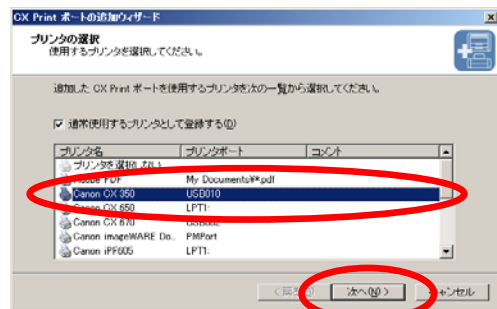 CX Print ポートの追加ウィザード
プリンタの選択
使用するプリンタを選択してください。
追加した CX Print ポートを使用するプリンタを次の一覧から選択してください。
通常使用するプリンタとして登録する(D)
プリンタ名 プリンタポート コメント
プリンタを選択しない
Adobe PDF My Documents¥*.pdf
Canon CX 350 USB010
Canon CX 650 LPT1:
Canon CX 870 USB002
Canon imageWARE Do.. PMPort
Canon iPF605 LPT1:
次へ(N) >
キャンセル